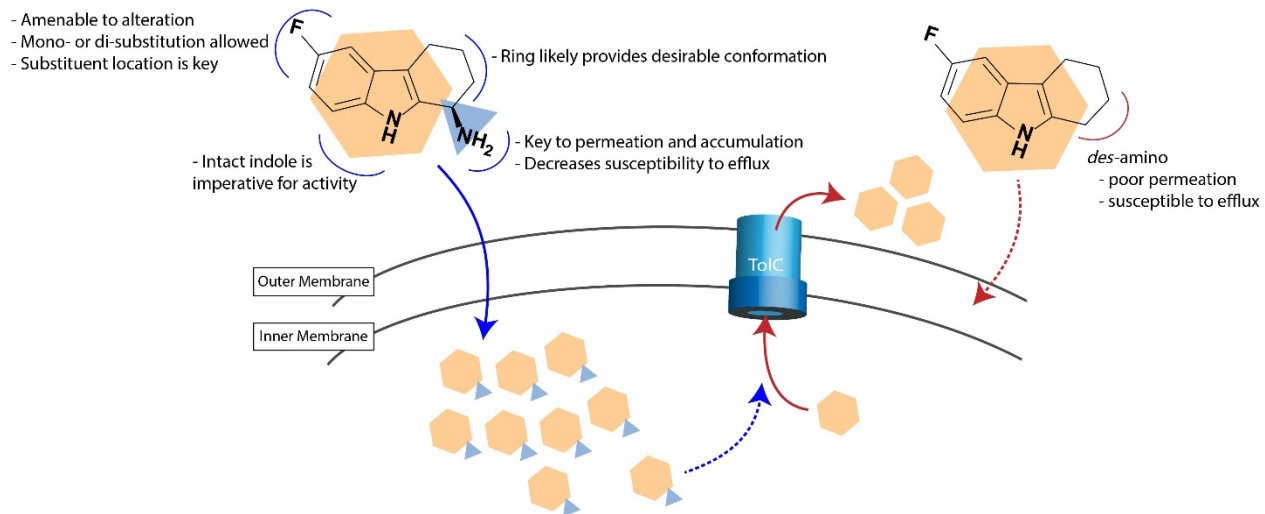 - Amenable to alteration
- Mono- or di-substitution allowed
- Substituent location is key
F
N
H
NH2
- Ring likely provides desirable conformation
- Key to permeation and accumulation
- Decreases susceptibility to efflux
- Intact indole is
imperative for activity
F
N
H
des-amino
- poor permeation
- susceptible to efflux
TolC
Outer Membrane
Inner Membrane